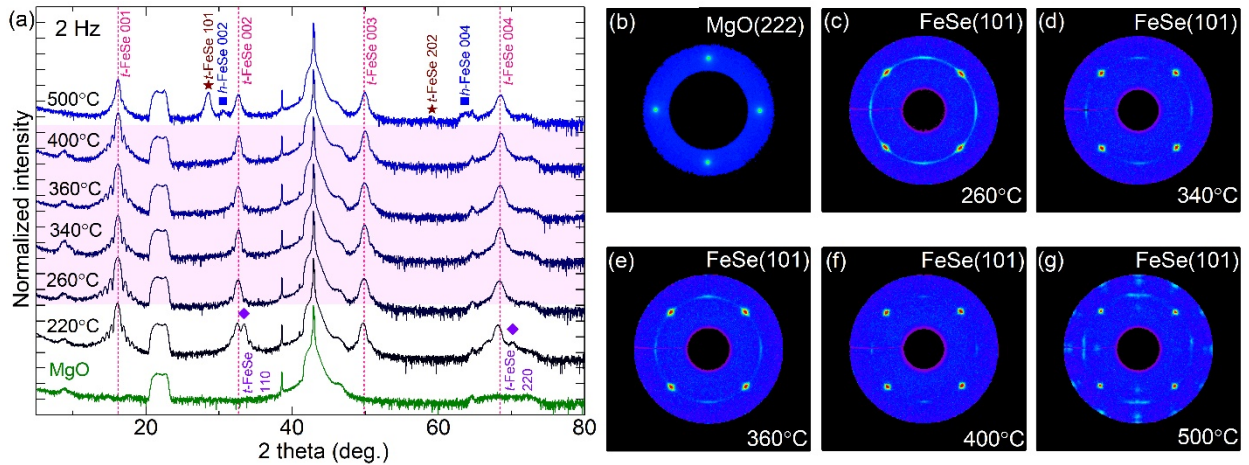 (a)
2 Hz
t-FeSe 001
★t-FeSe 101
■ h-FeSe 002
t-FeSe 002
t-FeSe 003
★ t-FeSe 202
■ h-FeSe 004
t-FeSe 004
500°C
400°C
360°C
340°C
260°C
220°C
MgO
◆
t-FeSe
110
◆
t-FeSe
220
Normalized intensity
20
40
60
80
2 theta (deg.)
(b)
MgO(222)
(c)
FeSe(101)
260°C
(d)
FeSe(101)
340°C
(e)
FeSe(101)
360°C
(f)
FeSe(101)
400°C
(g)
FeSe(101)
500°C